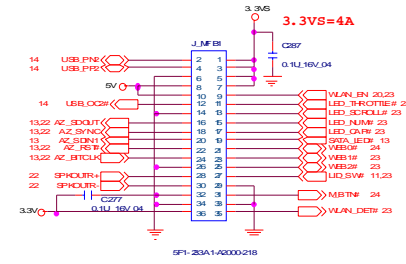 3.3VS
3.3VS=4A
J_MFB1
C287
0.1U_16V_04
14 USB_PN2 2 1
14 USB_PP2 4 3
6 5
5V 8 7
10 9 WLAN_EN 20,23
14 USB_OC2# 12 11 LED_THROTTLE# 2
14 13 LED_SCROLL# 23
13,22 AZ_SDOUT 16 15 LED_NUM# 23
13,22 AZ_SYNC 18 17 LED_CAP# 23
13 AZ_SDIN1 20 19 SATA_LED# 13
13,22 AZ_RST# 22 21 WEB0# 24
13,22 AZ_BITCLK 24 23 WEB1# 23
26 25 WEB2# 23
22 SPKOUTR+ 28 27 LID_SW# 11,23
22 SPKOUTR- 30 29
C277 32 31 M_BTN# 24
0.1U_16V_04 34 33
3.3V 36 35 WLAN_DET# 23
5F1-283A1-A2000-218